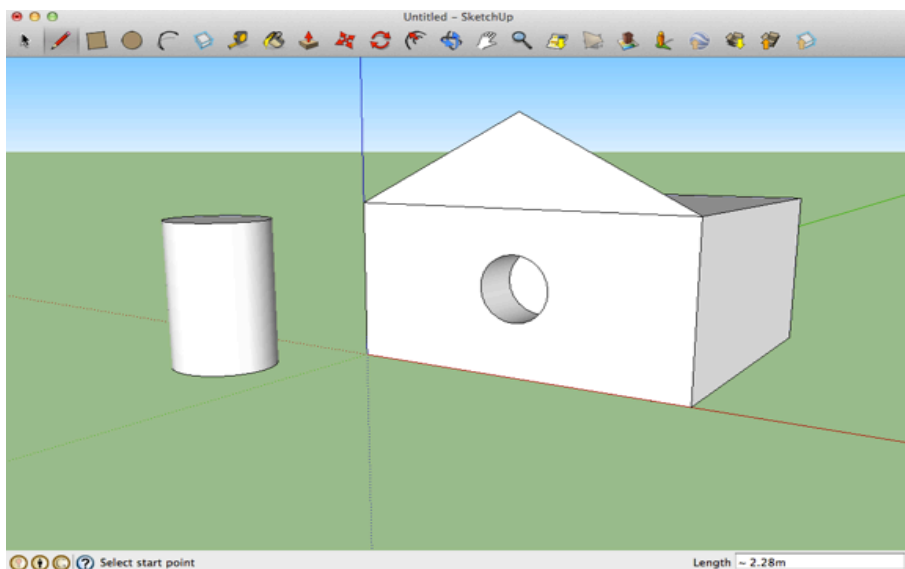 Untitled – SketchUp
Select start point
Length ~ 2.28m